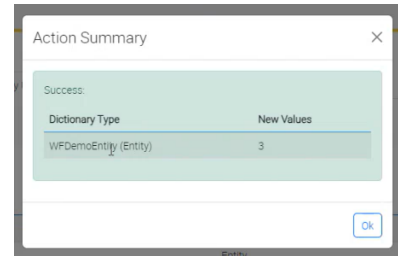 Action Summary
Success:
Dictionary Type New Values
WFDemoEntity (Entity) 3
Ok
Entity